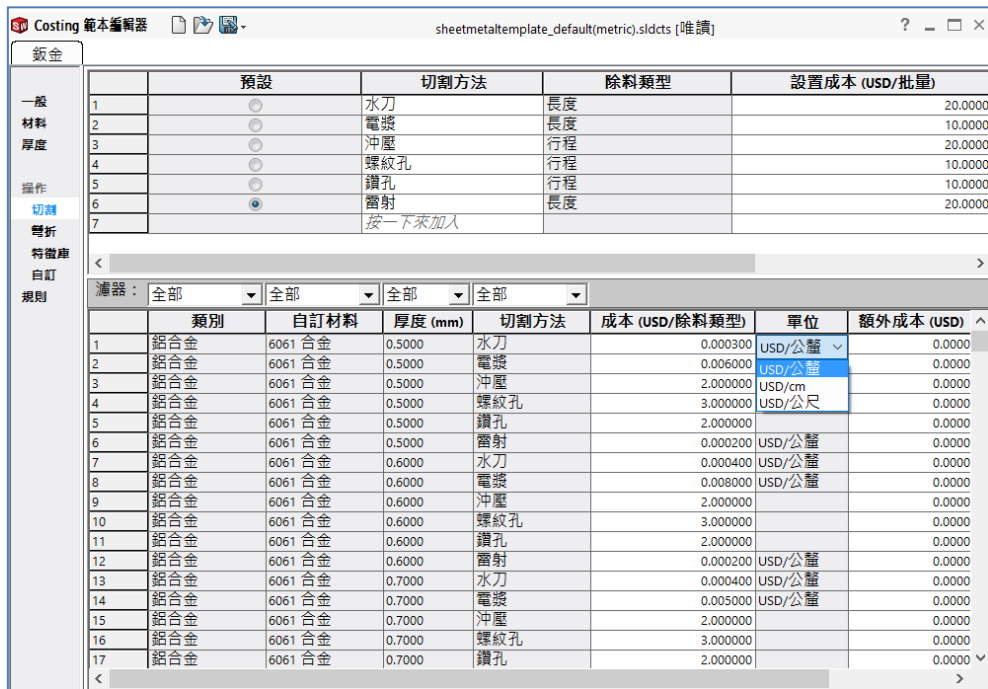 SW Costing 範本編輯器 sheetmetaltemplate_default(metric).sldcts [唯讀] ?
鈑金
一般
材料
厚度
操作
切割
彎折
特徵庫
自訂
規則
預設 切割方法 除料類型 設置成本 (USD/批量)
1 水刀 長度 20.0000
2 電漿 長度 10.0000
3 沖壓 行程 20.0000
4 螺紋孔 行程 10.0000
5 鑽孔 行程 10.0000
6 雷射 長度 20.0000
7 按一下來加入
濾器： 全部 全部 全部 全部
類別 自訂材料 厚度 (mm) 切割方法 成本 (USD/除料類型) 單位 額外成本 (USD)
1 鋁合金 6061 合金 0.5000 水刀 0.000300 USD/公釐 0.0000
2 鋁合金 6061 合金 0.5000 電漿 0.006000 USD/公釐 0.0000
3 鋁合金 6061 合金 0.5000 沖壓 2.000000 USD/cm 0.0000
4 鋁合金 6061 合金 0.5000 螺紋孔 3.000000 USD/公尺 0.0000
5 鋁合金 6061 合金 0.5000 鑽孔 2.000000 0.0000
6 鋁合金 6061 合金 0.5000 雷射 0.000200 USD/公釐 0.0000
7 鋁合金 6061 合金 0.6000 水刀 0.000400 USD/公釐 0.0000
8 鋁合金 6061 合金 0.6000 電漿 0.008000 USD/公釐 0.0000
9 鋁合金 6061 合金 0.6000 沖壓 2.000000 0.0000
10 鋁合金 6061 合金 0.6000 螺紋孔 3.000000 0.0000
11 鋁合金 6061 合金 0.6000 鑽孔 2.000000 0.0000
12 鋁合金 6061 合金 0.6000 雷射 0.000200 USD/公釐 0.0000
13 鋁合金 6061 合金 0.7000 水刀 0.000400 USD/公釐 0.0000
14 鋁合金 6061 合金 0.7000 電漿 0.005000 USD/公釐 0.0000
15 鋁合金 6061 合金 0.7000 沖壓 2.000000 0.0000
16 鋁合金 6061 合金 0.7000 螺紋孔 3.000000 0.0000
17 鋁合金 6061 合金 0.7000 鑽孔 2.000000 0.0000